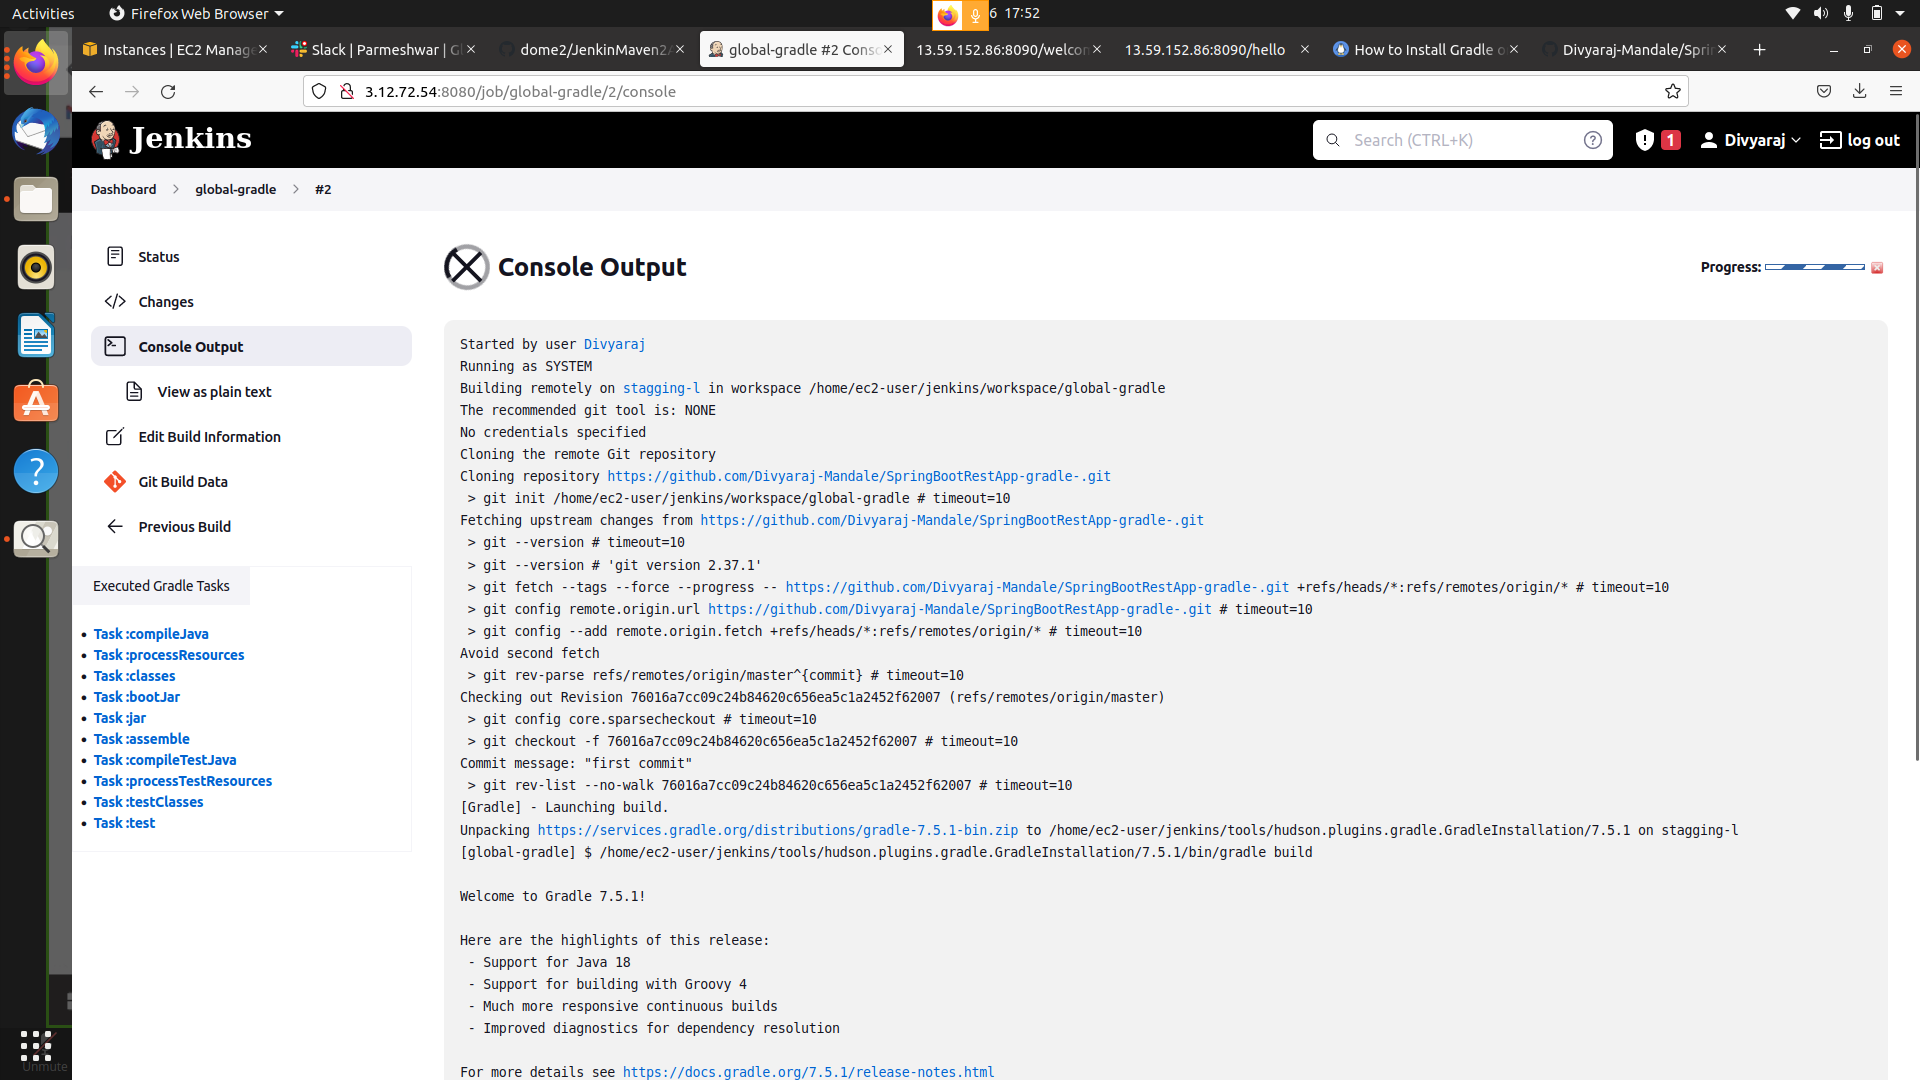 Activities
Firefox Web Browser
6 17:52
Instances | EC2 Manage
Slack | Parmeshwar | Gl
dome2/JenkinMaven2A
global-gradle #2 Conso
13.59.152.86:8090/welcon
13.59.152.86:8090/hello
How to Install Gradle o
Divyaraj-Mandale/Sprin
3.12.72.54:8080/job/global-gradle/2/console
Jenkins
Search (CTRL+K)
1
Divyaraj
log out
Dashboard
global-gradle
#2
Status
Changes
Console Output
View as plain text
Edit Build Information
Git Build Data
Previous Build
Executed Gradle Tasks
Task :compileJava
Task :processResources
Task :classes
Task :bootJar
Task :jar
Task :assemble
Task :compileTestJava
Task :processTestResources
Task :testClasses
Task :test
Console Output
Progress:
Started by user Divyaraj
Running as SYSTEM
Building remotely on stagging-l in workspace /home/ec2-user/jenkins/workspace/global-gradle
The recommended git tool is: NONE
No credentials specified
Cloning the remote Git repository
Cloning repository https://github.com/Divyaraj-Mandale/SpringBootRestApp-gradle-.git
> git init /home/ec2-user/jenkins/workspace/global-gradle # timeout=10
Fetching upstream changes from https://github.com/Divyaraj-Mandale/SpringBootRestApp-gradle-.git
> git --version # timeout=10
> git --version # 'git version 2.37.1'
> git fetch --tags --force --progress -- https://github.com/Divyaraj-Mandale/SpringBootRestApp-gradle-.git +refs/heads/*:refs/remotes/origin/* # timeout=10
> git config remote.origin.url https://github.com/Divyaraj-Mandale/SpringBootRestApp-gradle-.git # timeout=10
> git config --add remote.origin.fetch +refs/heads/*:refs/remotes/origin/* # timeout=10
Avoid second fetch
> git rev-parse refs/remotes/origin/master^{commit} # timeout=10
Checking out Revision 76016a7cc09c24b84620c656ea5c1a2452f62007 (refs/remotes/origin/master)
> git config core.sparsecheckout # timeout=10
> git checkout -f 76016a7cc09c24b84620c656ea5c1a2452f62007 # timeout=10
Commit message: "first commit"
> git rev-list --no-walk 76016a7cc09c24b84620c656ea5c1a2452f62007 # timeout=10
[Gradle] - Launching build.
Unpacking https://services.gradle.org/distributions/gradle-7.5.1-bin.zip to /home/ec2-user/jenkins/tools/hudson.plugins.gradle.GradleInstallation/7.5.1 on stagging-l
[global-gradle] $ /home/ec2-user/jenkins/tools/hudson.plugins.gradle.GradleInstallation/7.5.1/bin/gradle build
Welcome to Gradle 7.5.1!
Here are the highlights of this release:
- Support for Java 18
- Support for building with Groovy 4
- Much more responsive continuous builds
- Improved diagnostics for dependency resolution
For more details see https://docs.gradle.org/7.5.1/release-notes.html
Unmute